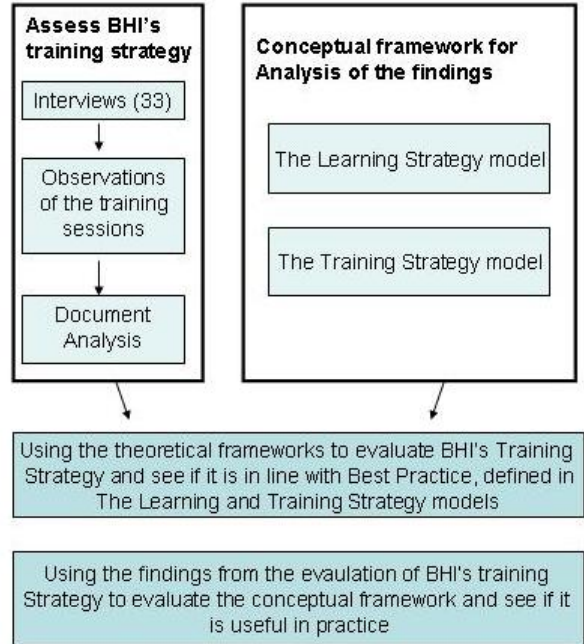 Assess BHI's
training strategy
Interviews (33)
Observations
of the training
sessions
Document
Analysis
Conceptual framework for
Analysis of the findings
The Learning Strategy model
The Training Strategy model
Using the theoretical frameworks to evaluate BHI's Training
Strategy and see if it is in line with Best Practice, defined in
The Learning and Training Strategy models
Using the findings from the evaulation of BHI's training
Strategy to evaluate the conceptual framework and see if it
is useful in practice